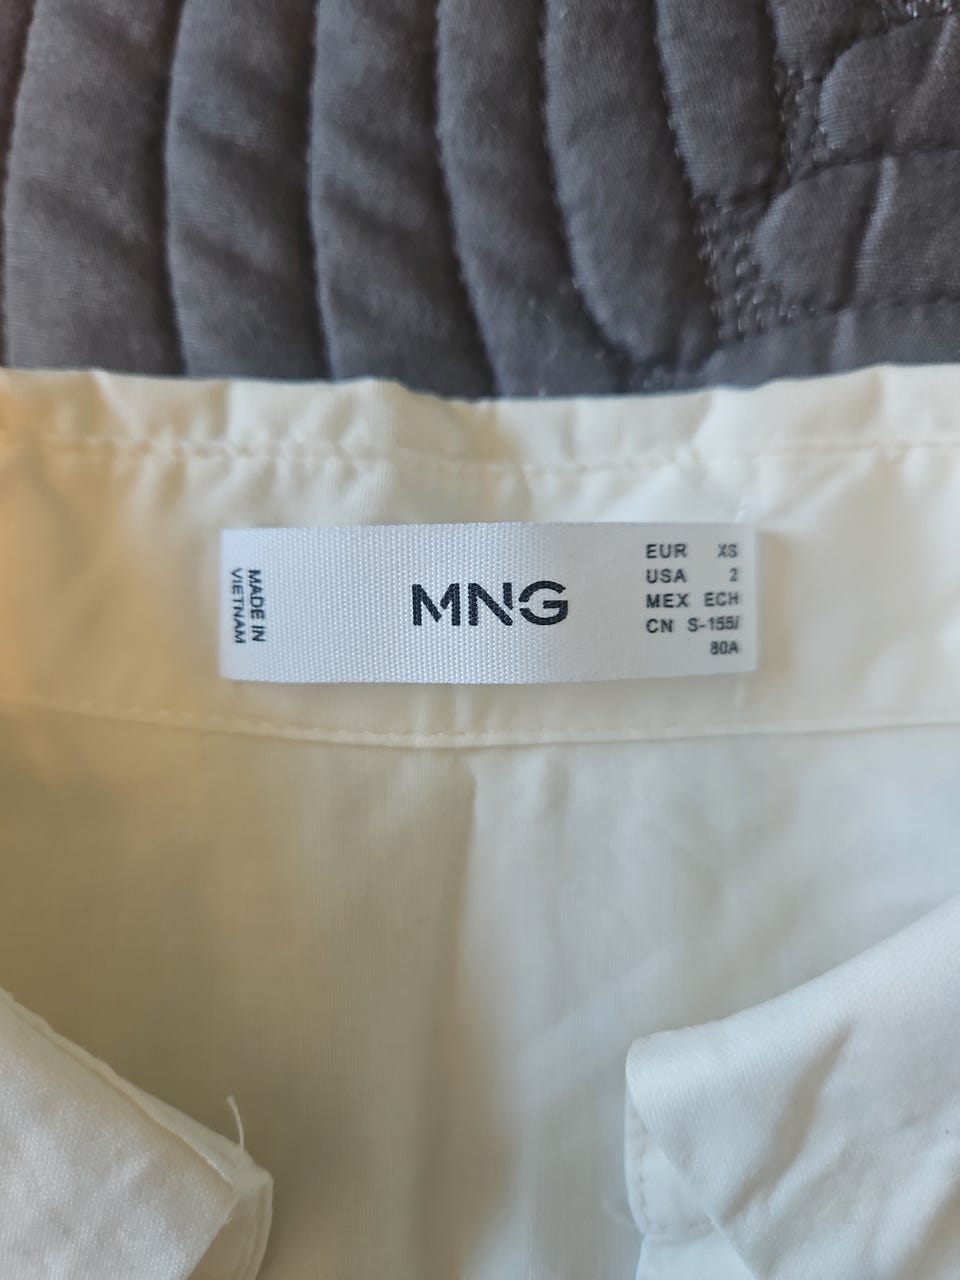 MADE IN
VIETNAM
MNG
EUR XS
USA 2
MEX ECH
CN S-155/
80A